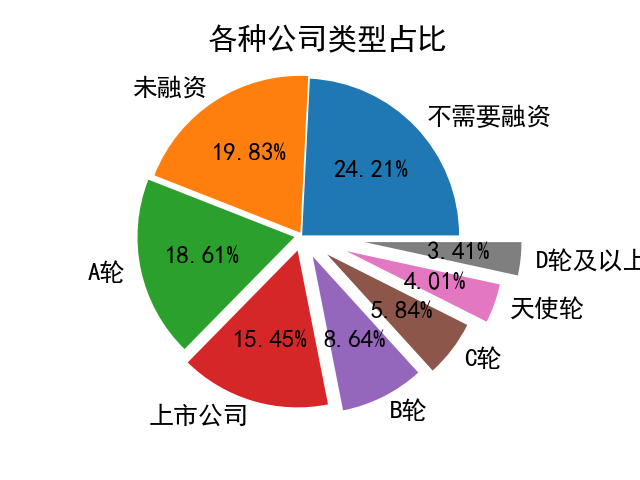 各种公司类型占比
不需要融资
24.21%
未融资
19.83%
A轮
18.61%
上市公司
15.45%
B轮
8.64%
C轮
5.84%
天使轮
4.01%
D轮及以上
3.41%